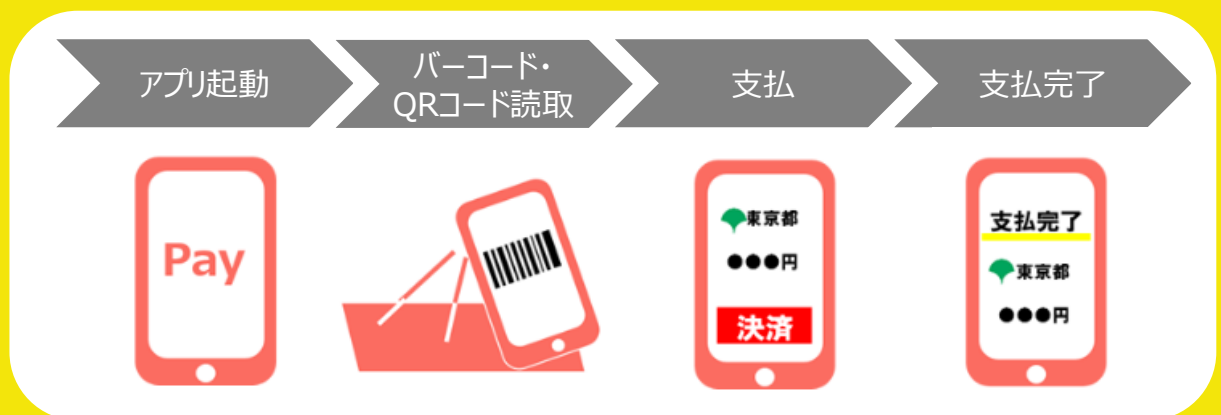 アプリ起動
バーコード・
QRコード読取
支払
支払完了
Pay
東京都
●●●円
決済
支払完了
東京都
●●●円